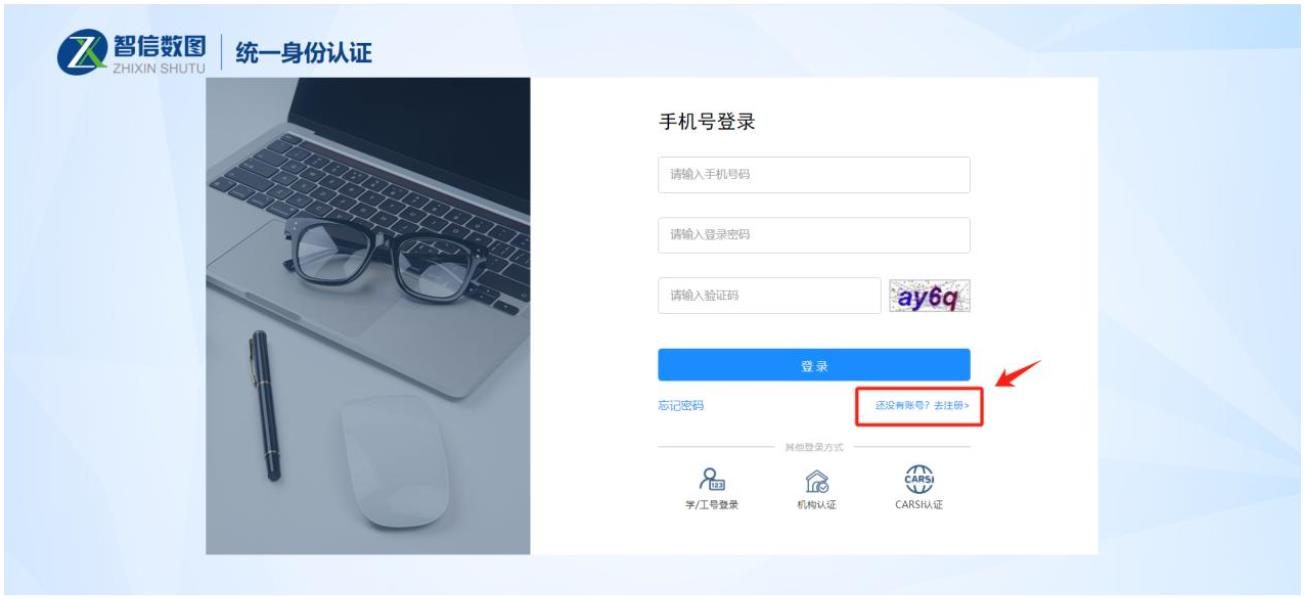 智信数图
ZHIXIN SHUTU
统一身份认证
手机号登录
请输入手机号码
请输入登录密码
请输入验证码
ay6q
登录
忘记密码
还没有账号？去注册>
其他登录方式
123
CARSI
学/工号登录
机构认证
CARSI认证